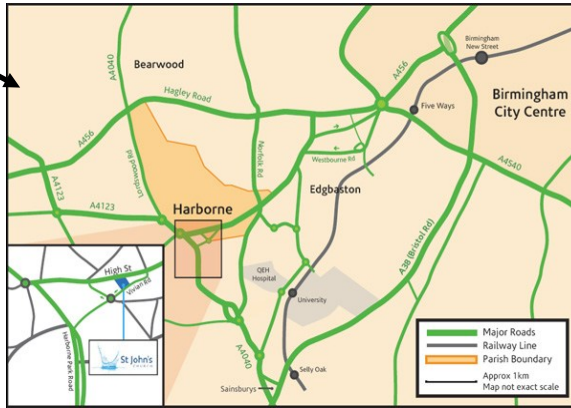 Birmingham
New Street
A4040
Bearwood
A456
Hagley Road
Birmingham
City Centre
Five Ways
A456
Lordswood Rd
Norfolk Rd
Westbourne Rd
A4540
A4123
Edgbaston
A4123
Harborne
A38 (Bristol Rd)
High St
Vivian Rd
QEH
Hospital
University
Harborne Park Road
St John's
CHURCH
A4040
Selly Oak
Sainsburys
Major Roads
Railway Line
Parish Boundary
Approx 1km
Map not exact scale